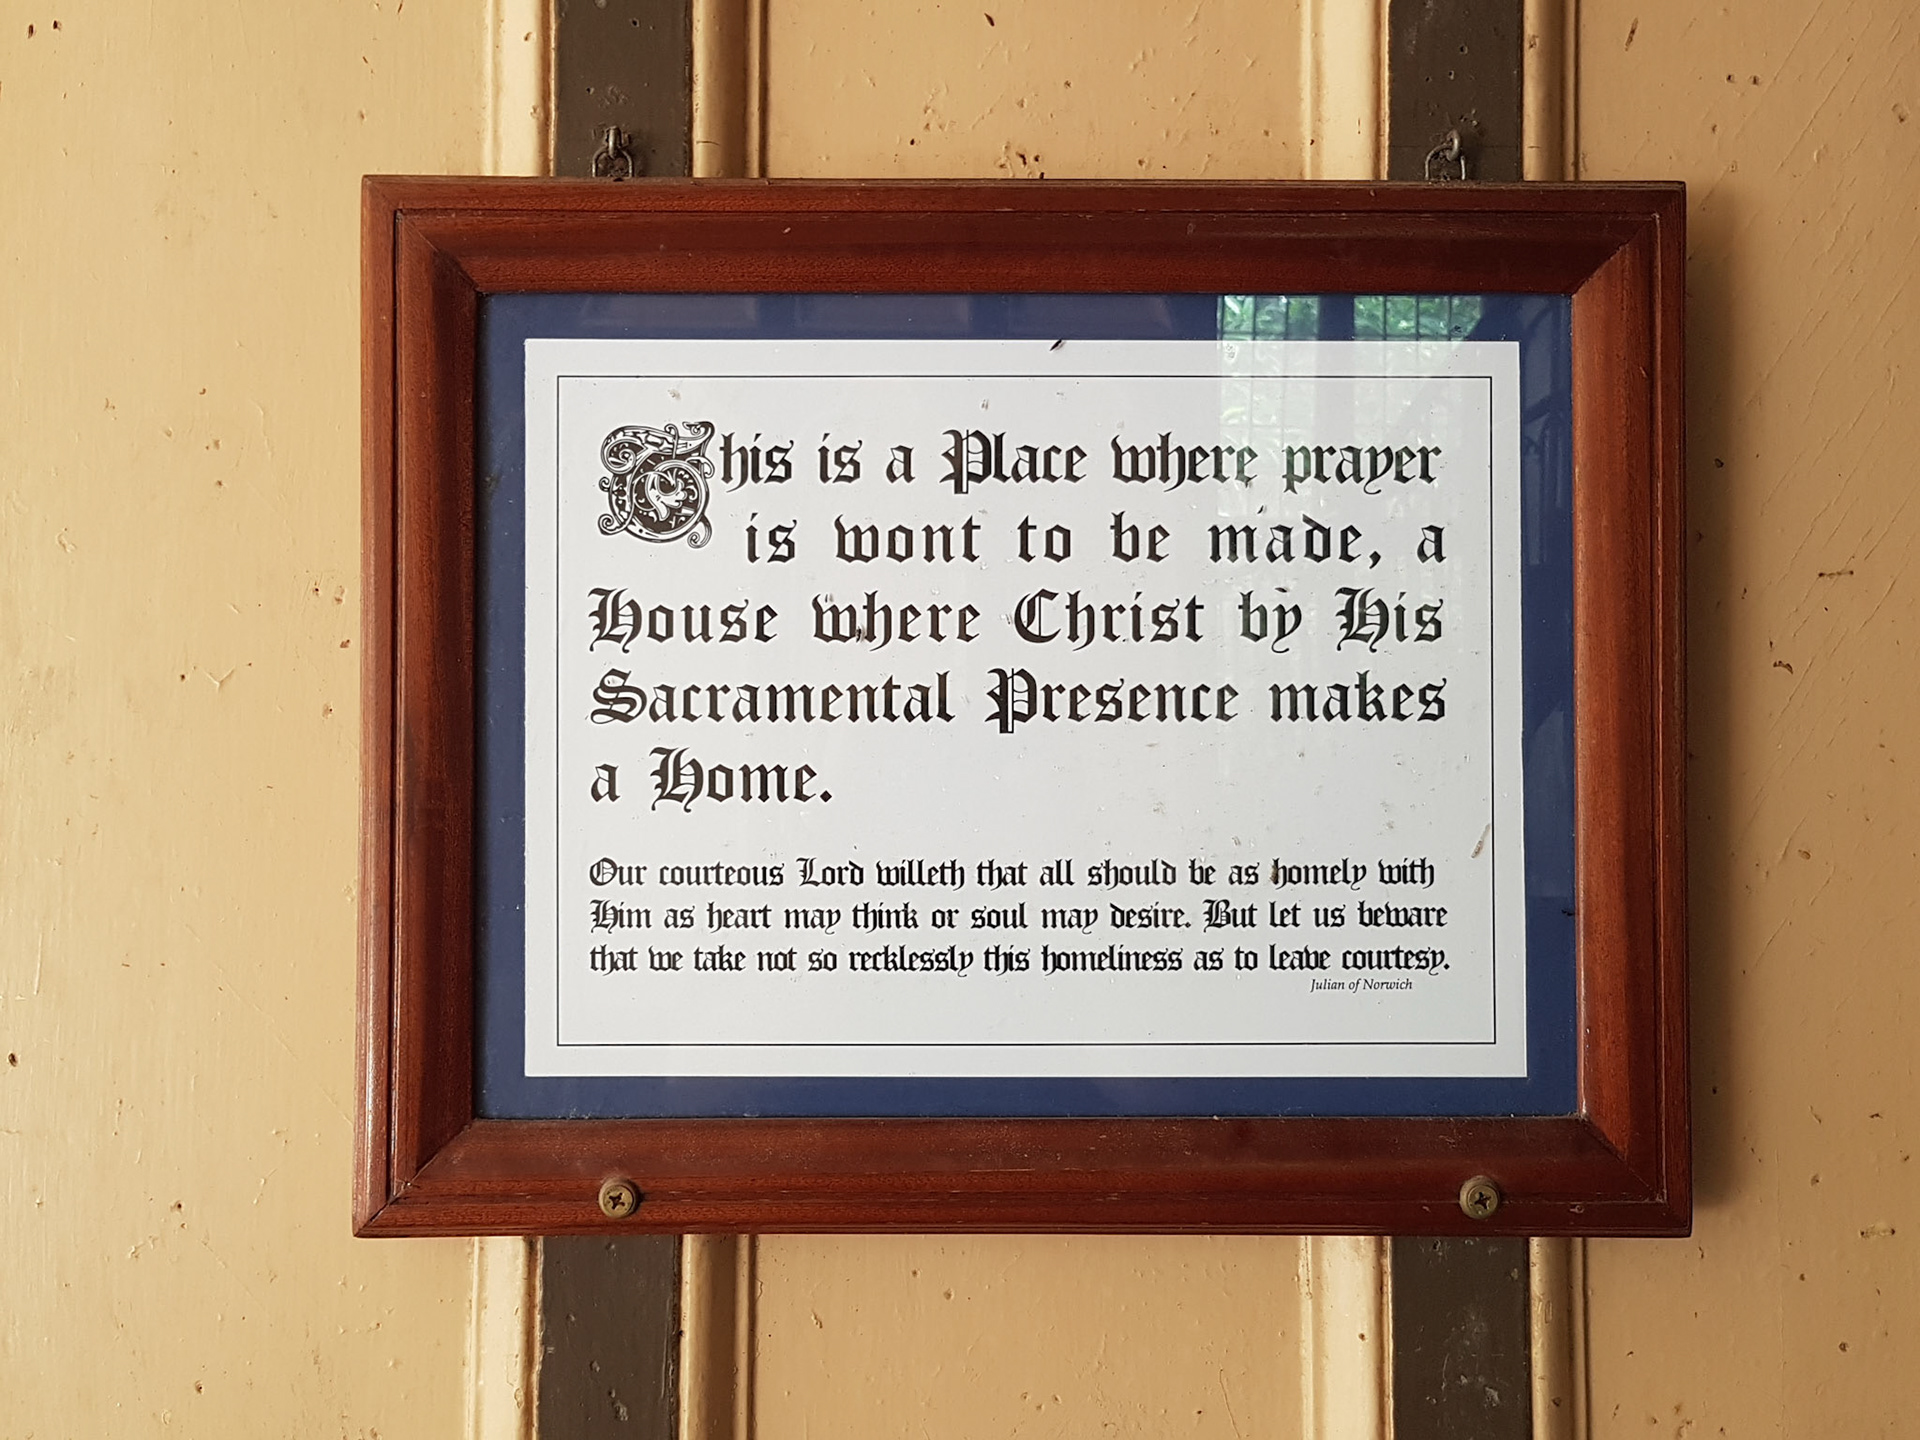 This is a Place where prayer
is wont to be made, a
House where Christ by His
Sacramental Presence makes
a Home.
Our courteous Lord willeth that all should be as homely with
Him as heart may think or soul may desire. But let us beware
that we take not so recklessly this homeliness as to leave courtesy.
Julian of Norwich